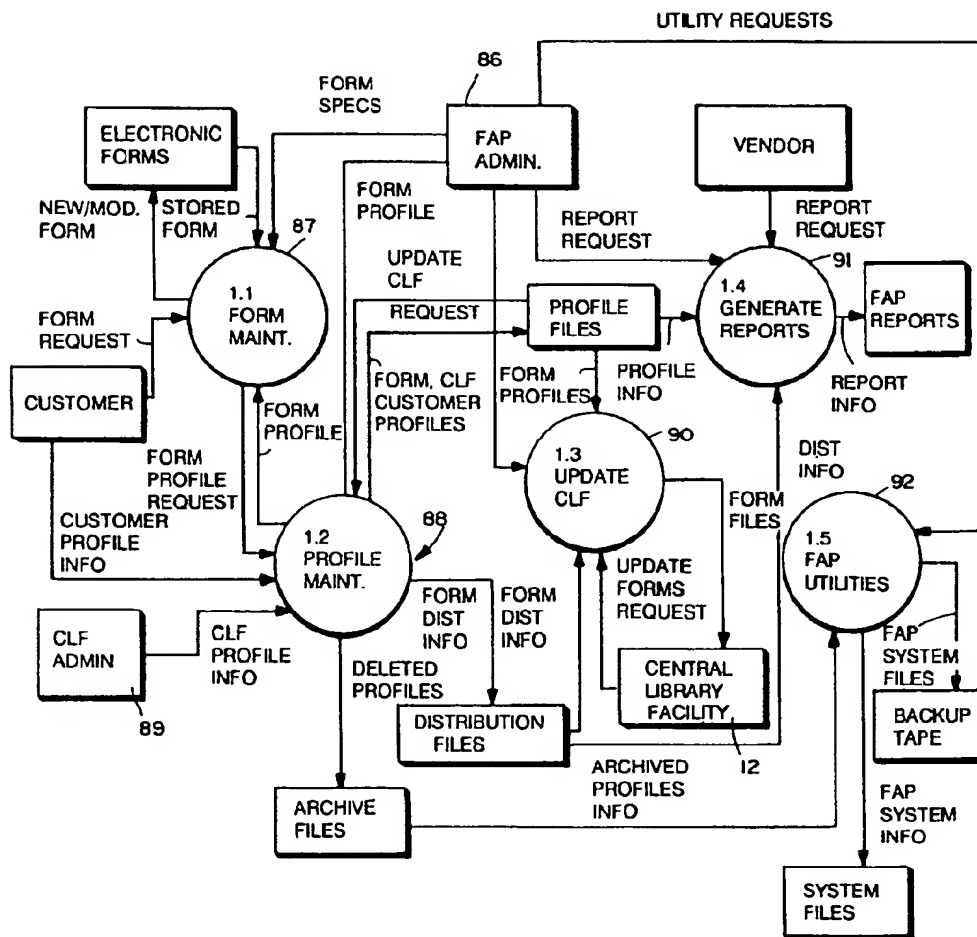 UTILITY REQUESTS
86
FORM
SPECS
ELECTRONIC
FORMS
FAP
ADMIN.
VENDOR
NEW/MOD.
FORM
STORED
FORM
87
FORM
PROFILE
REPORT
REQUEST
REPORT
REQUEST
91
UPDATE
CLF
REQUEST
1.1
FORM
MAINT.
PROFILE
FILES
1.4
GENERATE
REPORTS
FAP
REPORTS
FORM
REQUEST
CUSTOMER
FORM
PROFILE
FORM, CLF
CUSTOMER
PROFILES
FORM
PROFILES
PROFILE
INFO
REPORT
INFO
90
FORM
PROFILE
REQUEST
1.3
UPDATE
CLF
DIST
INFO
92
FORM
FILES
CUSTOMER
PROFILE
INFO
88
1.2
PROFILE
MAINT.
1.5
FAP
UTILITIES
FORM
DIST
INFO
FORM
DIST
INFO
UPDATE
FORMS
REQUEST
CLF
ADMIN
CLF
PROFILE
INFO
89
DELETED
PROFILES
FAP
SYSTEM
FILES
CENTRAL
LIBRARY
FACILITY
DISTRIBUTION
FILES
BACKUP
TAPE
12
ARCHIVED
PROFILES
INFO
ARCHIVE
FILES
FAP
SYSTEM
INFO
SYSTEM
FILES